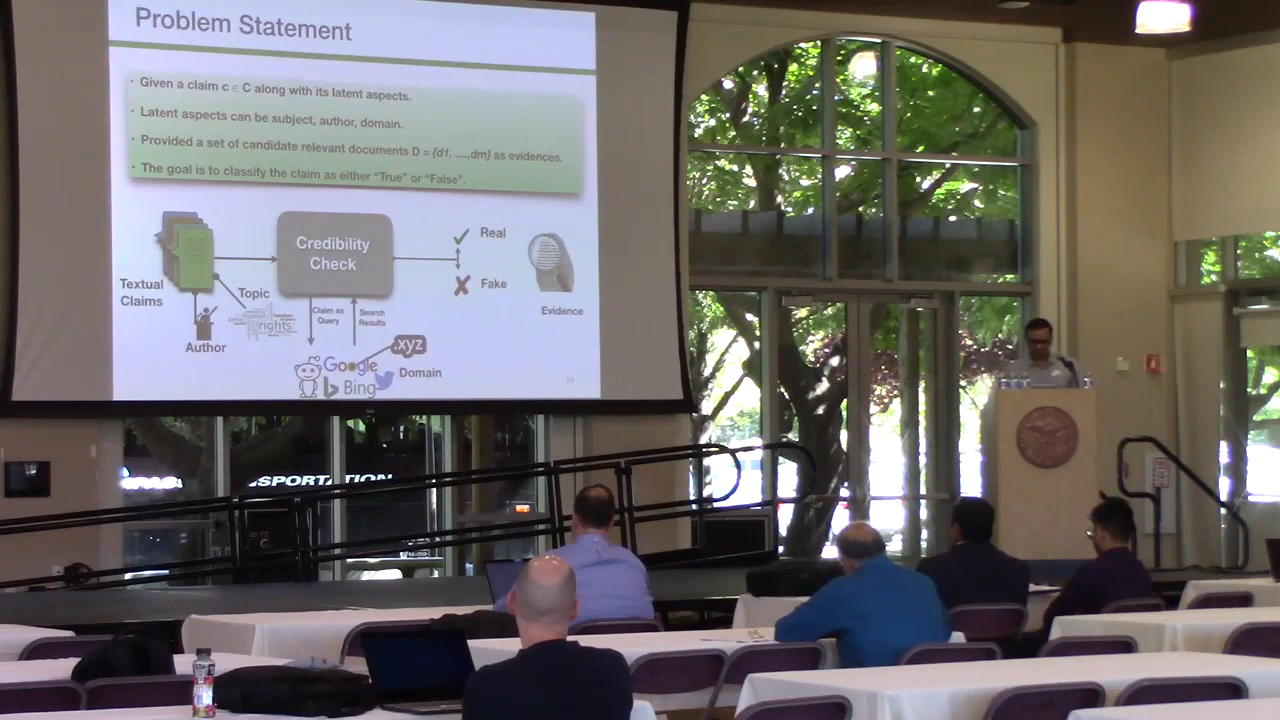 Problem Statement
· Given a claim c ∈ C along with its latent aspects.
· Latent aspects can be subject, author, domain.
· Provided a set of candidate relevant documents D = {d1, ....,dm} as evidences.
· The goal is to classify the claim as either “True” or “False”.
Textual
Claims
Author
Topic
rights
Credibility
Check
Claim as
Query
Search
Results
Google
Bing
.xyz
Domain
Real
Fake
Evidence
SPORTATION